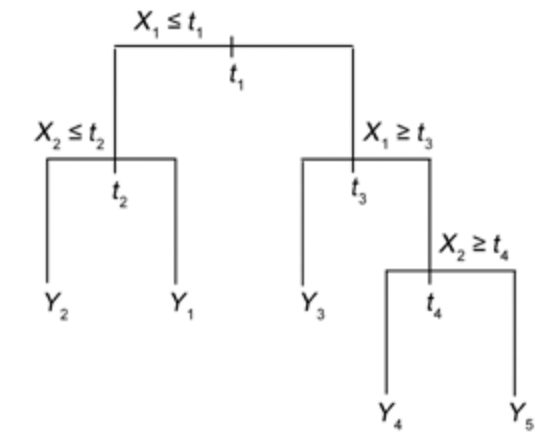 X₁ ≤ t₁
t₁
X₂ ≤ t₂
X₁ ≥ t₃
t₂
t₃
X₂ ≥ t₄
Y₂
Y₁
Y₃
t₄
Y₄
Y₅